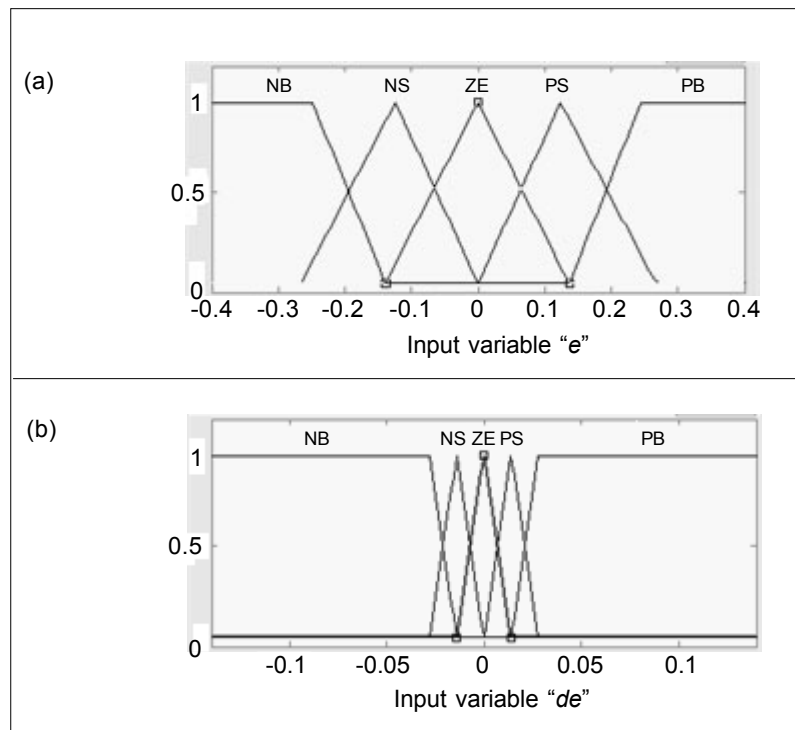 (a)
NB NS ZE PS PB
1
0.5
0
-0.4 -0.3 -0.2 -0.1 0 0.1 0.2 0.3 0.4
Input variable “e”
(b)
NB NS ZE PS PB
1
0.5
0
-0.1 -0.05 0 0.05 0.1
Input variable “de”